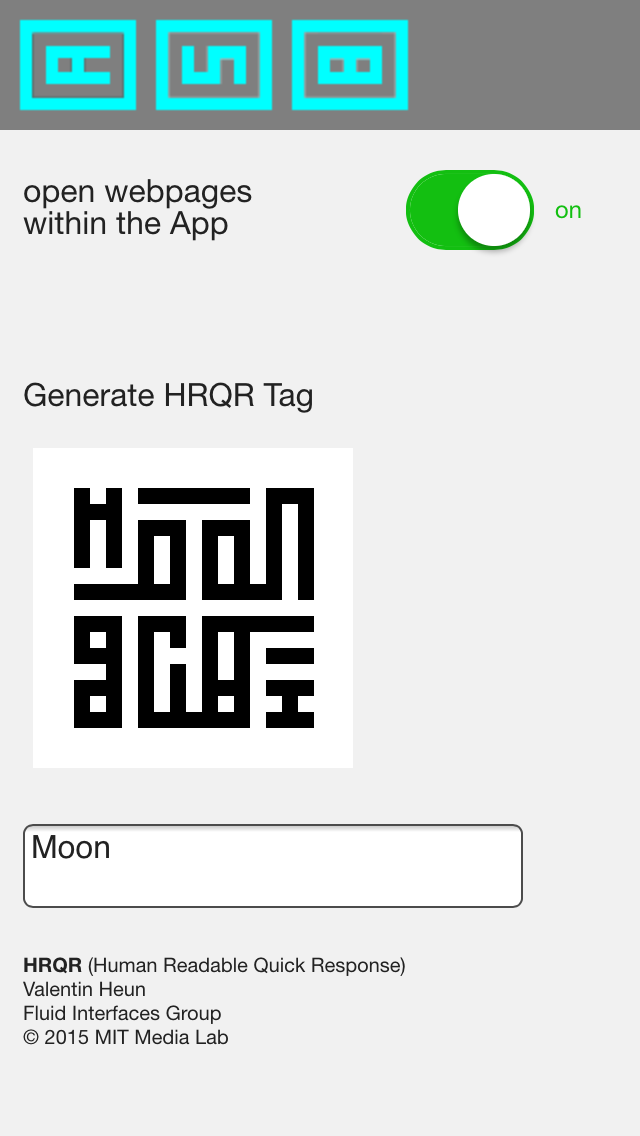 open webpages
within the App
on
Generate HRQR Tag
Moon
HRQR (Human Readable Quick Response)
Valentin Heun
Fluid Interfaces Group
© 2015 MIT Media Lab